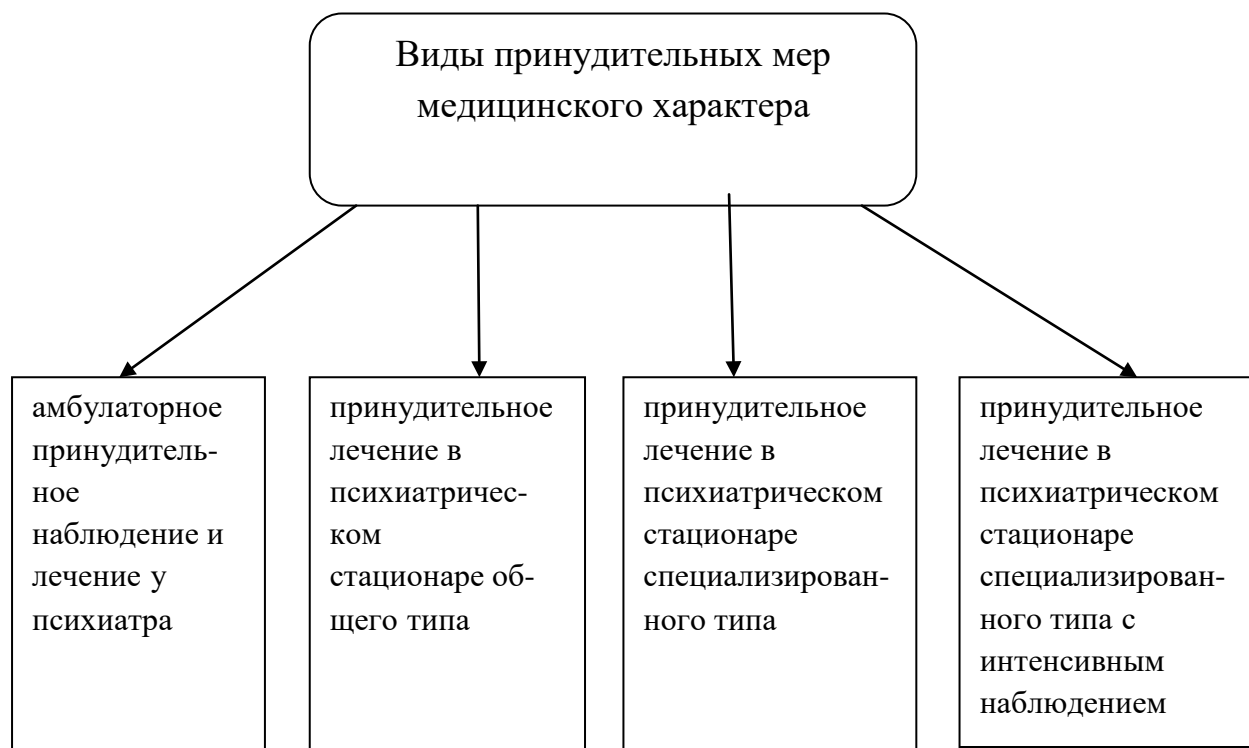 Виды принудительных мер
медицинского характера
амбулаторное
принудитель-
ное
наблюдение и
лечение у
психиатра
принудительное
лечение в
психиатричес-
ком
стационаре об-
щего типа
принудительное
лечение в
психиатрическом
стационаре
специализирован-
ного типа
принудительное
лечение в
психиатрическом
стационаре
специализирован-
ного типа с
интенсивным
наблюдением